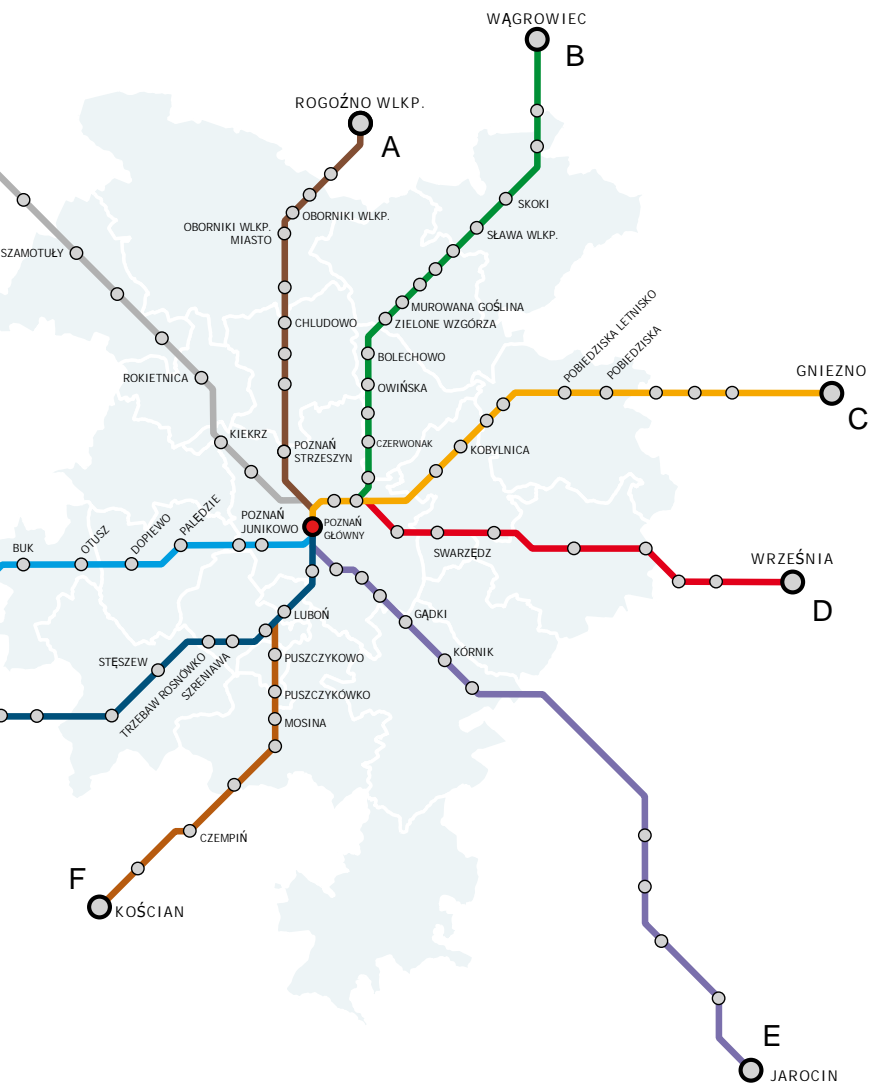 WĄGROWIEC
B
ROGOŹNO WLKP.
A
SKOKI
OBORNIKI WLKP.
OBORNIKI WLKP.
MIASTO
SŁAWA WLKP.
SZAMOTUŁY
MUROWANA GOŚLINA
ZIELONE WZGÓRZA
CHLUDOWO
BOLECHOWO
POBIEDZISKA LETNISKO
POBIEDZISKA
GNIEZNO
C
ROKIETNICA
OWIŃSKA
KIEKRZ
CZERWONAK
KOBYLNICA
POZNAŃ
STRZESZYN
POZNAŃ
JUNIKOWO
POZNAŃ
GŁÓWNY
PALĘDZIE
DOPIEWO
OTUSZ
BUK
SWARZĘDZ
WRZEŚNIA
D
LUBOŃ
GĄDKI
KÓRNIK
STĘSZEW
TRZEBAW ROSNÓWKO
SZRENIAWA
PUSZCZYKOWO
PUSZCZYKÓWKO
MOSINA
CZEMPIŃ
F
KOŚCIAN
E
JAROCIN